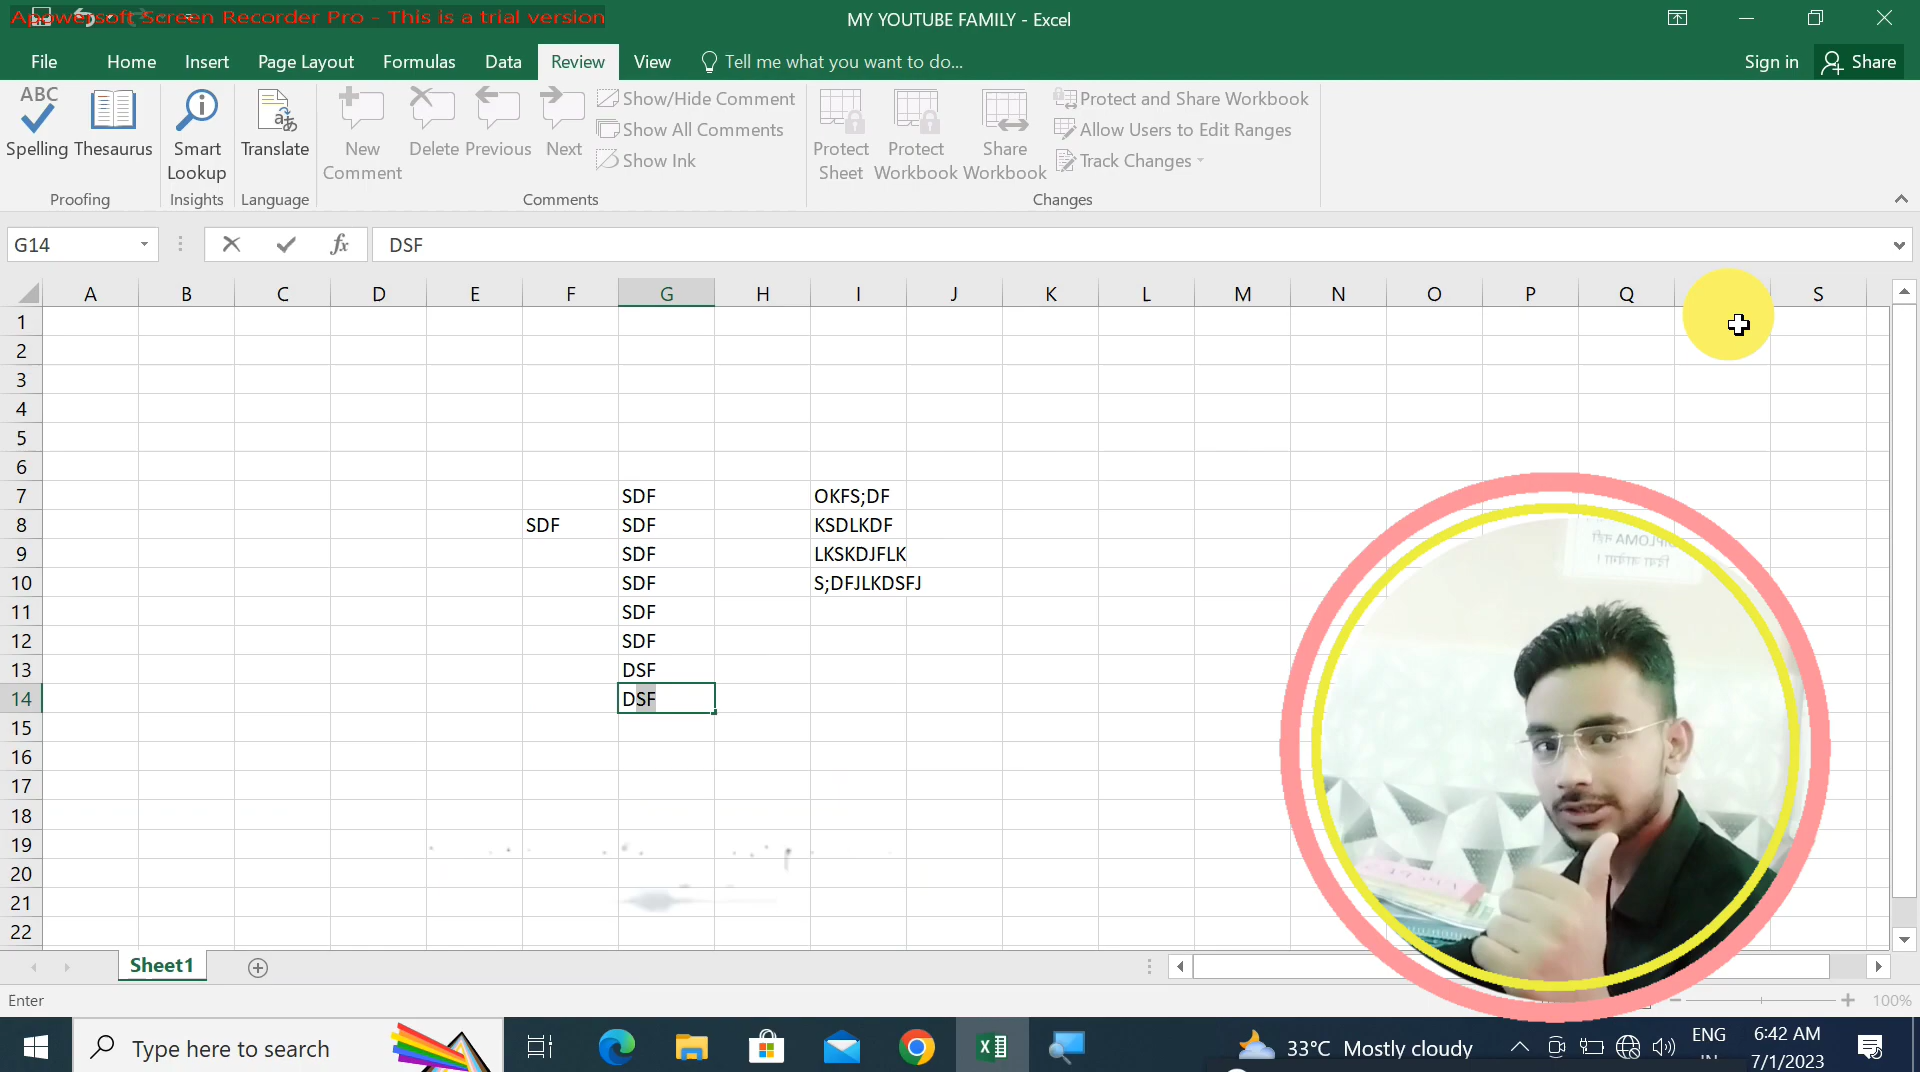 Apowersoft Screen Recorder Pro - This is a trial version
MY YOUTUBE FAMILY - Excel
File Home Insert Page Layout Formulas Data Review View Tell me what you want to do... Sign in Share
ABC
Spelling Thesaurus
Smart Lookup
Translate
New Comment
Delete Previous Next
Show/Hide Comment
Show All Comments
Show Ink
Protect Sheet
Protect Workbook
Share Workbook
Protect and Share Workbook
Allow Users to Edit Ranges
Track Changes
Proofing Insights Language Comments Changes
G14 fx DSF
A B C D E F G H I J K L M N O P Q S
1
2
3
4
5
6
7 SDF OKFS;DF
8 SDF SDF KSDLKDF
9 SDF LKSKDJFLK
10 SDF S;DFJLKDSFJ
11 SDF
12 SDF
13 DSF
14 DSF
15
16
17
18
19
20
21
22
Sheet1
Enter 100%
Type here to search 33°C Mostly cloudy ENG 6:42 AM
7/1/2023